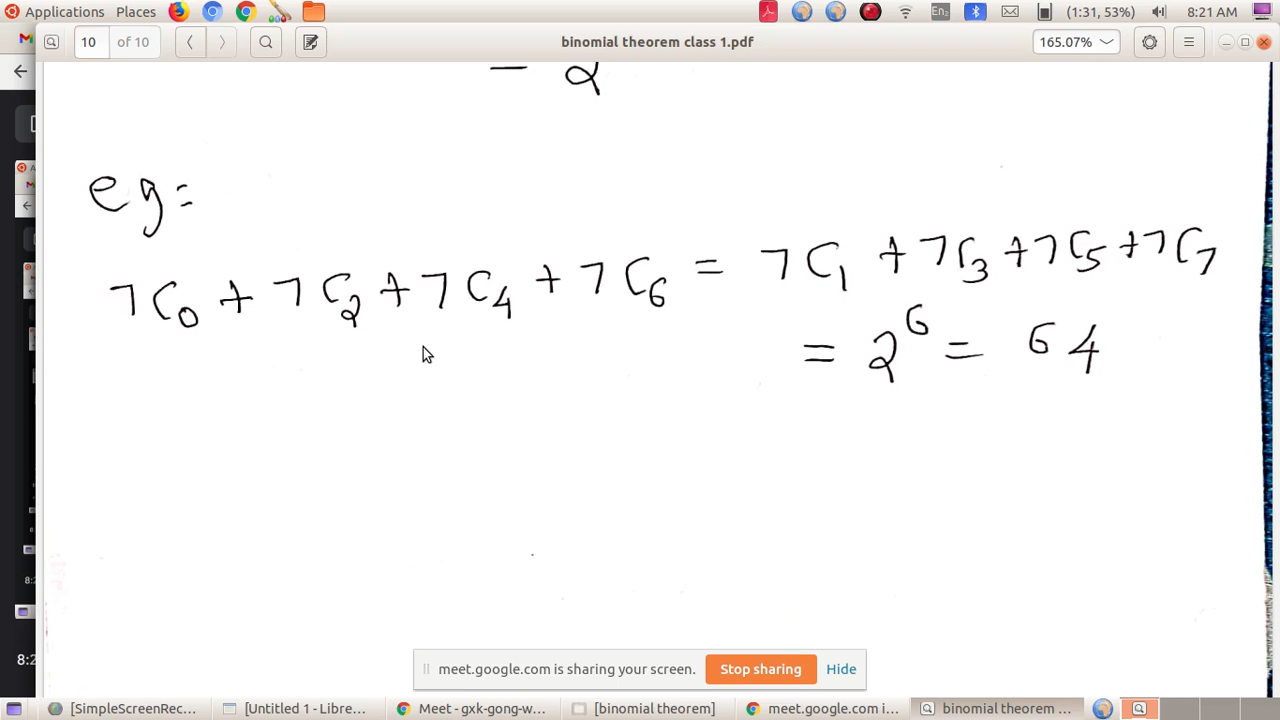 Applications Places En₂ (1:31, 53%) 8:21 AM
10 of 10 binomial theorem class 1.pdf 165.07%
= 2
eg:
7C₀ + 7C₂ + 7C₄ + 7C₆ = 7C₁ + 7C₃ + 7C₅ + 7C₇
= 2⁶ = 64
meet.google.com is sharing your screen. Stop sharing Hide
[SimpleScreenRec... [Untitled 1 - Libre... Meet - gxk-gong-w... [binomial theorem] meet.google.com i... binomial theorem ...